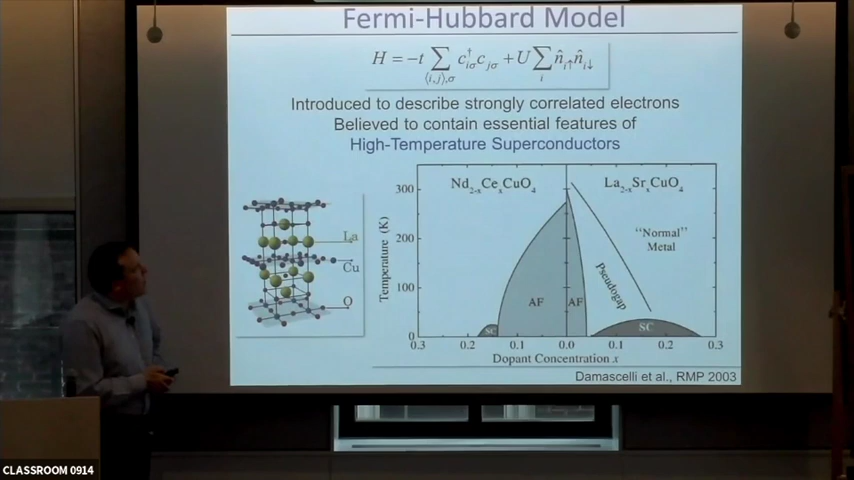 Fermi-Hubbard Model
H = -t ∑ c†iσ cjσ + U ∑ n̂i↑ n̂i↓
⟨i,j⟩,σ i
Introduced to describe strongly correlated electrons
Believed to contain essential features of
High-Temperature Superconductors
La
Cu
O
Nd2-xCexCuO4 La2-xSrxCuO4
Temperature (K)
300
200
100
0
"Normal"
Metal
Pseudogap
AF AF
SC SC
0.3 0.2 0.1 0.0 0.1 0.2 0.3
Dopant Concentration x
Damascelli et al., RMP 2003
CLASSROOM 0914